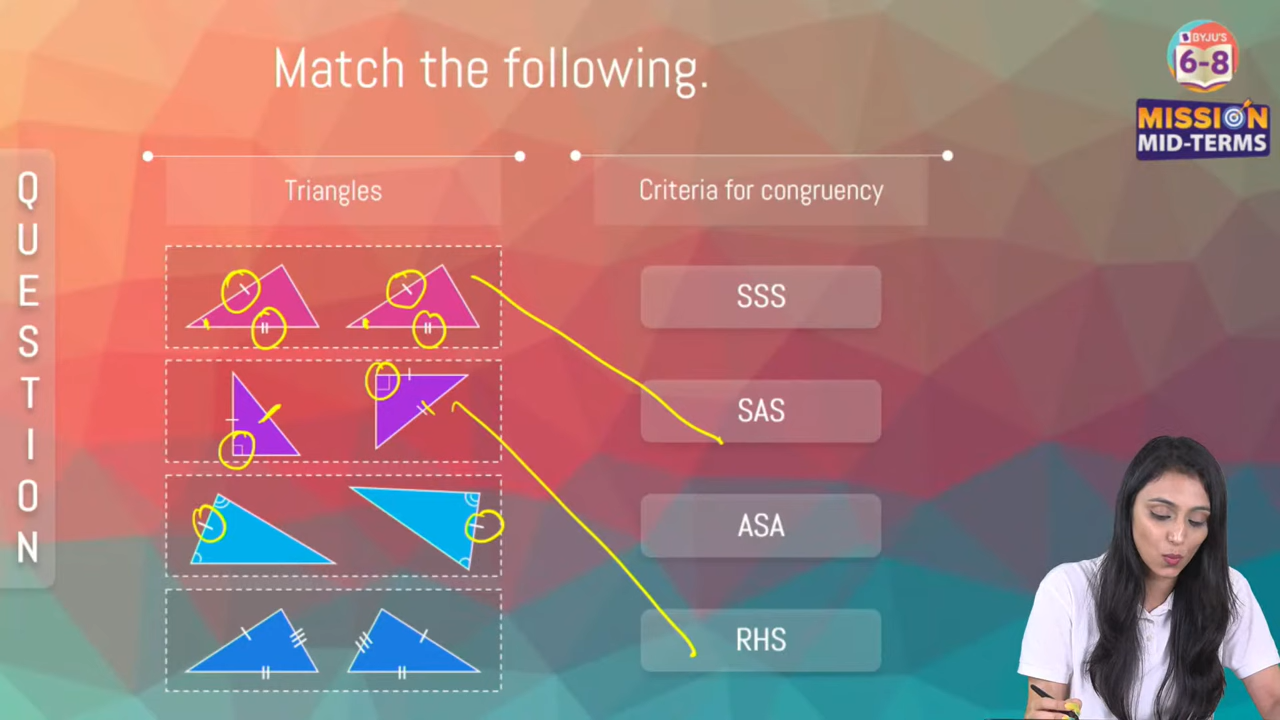 Match the following.
BYJU'S
6-8
MISSION
MID-TERMS
QUESTION
Triangles
Criteria for congruency
SSS
SAS
ASA
RHS